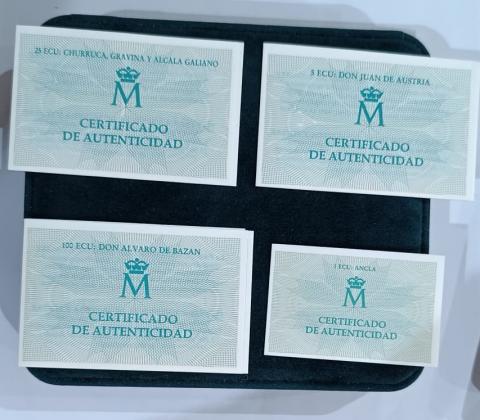 25 ECU: CHURRUCA, GRAVINA Y ALCALA GALIANO
M
CERTIFICADO
DE AUTENTICIDAD
5 ECU: DON JUAN DE AUSTRIA
M
CERTIFICADO
DE AUTENTICIDAD
100 ECU: DON ALVARO DE BAZAN
M
CERTIFICADO
DE AUTENTICIDAD
1 ECU: ANCLA
M
CERTIFICADO
DE AUTENTICIDAD